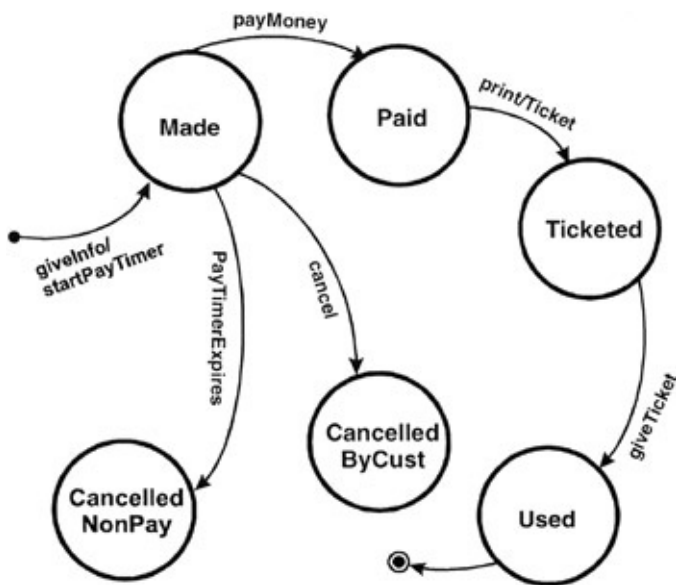 payMoney
Made
Paid
print/Ticket
Ticketed
giveInfo/
startPayTimer
PayTimerExpires
cancel
giveTicket
Cancelled
ByCust
Cancelled
NonPay
Used